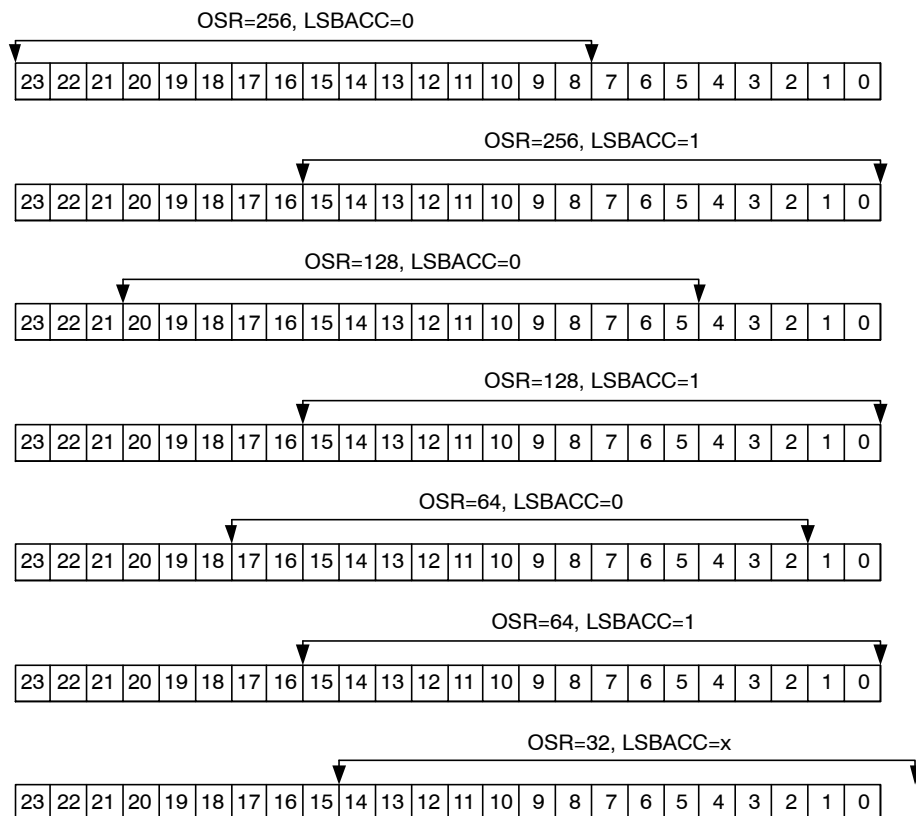 OSR=256, LSBACC=0
23 22 21 20 19 18 17 16 15 14 13 12 11 10 9 8 7 6 5 4 3 2 1 0
OSR=256, LSBACC=1
23 22 21 20 19 18 17 16 15 14 13 12 11 10 9 8 7 6 5 4 3 2 1 0
OSR=128, LSBACC=0
23 22 21 20 19 18 17 16 15 14 13 12 11 10 9 8 7 6 5 4 3 2 1 0
OSR=128, LSBACC=1
23 22 21 20 19 18 17 16 15 14 13 12 11 10 9 8 7 6 5 4 3 2 1 0
OSR=64, LSBACC=0
23 22 21 20 19 18 17 16 15 14 13 12 11 10 9 8 7 6 5 4 3 2 1 0
OSR=64, LSBACC=1
23 22 21 20 19 18 17 16 15 14 13 12 11 10 9 8 7 6 5 4 3 2 1 0
OSR=32, LSBACC=x
23 22 21 20 19 18 17 16 15 14 13 12 11 10 9 8 7 6 5 4 3 2 1 0